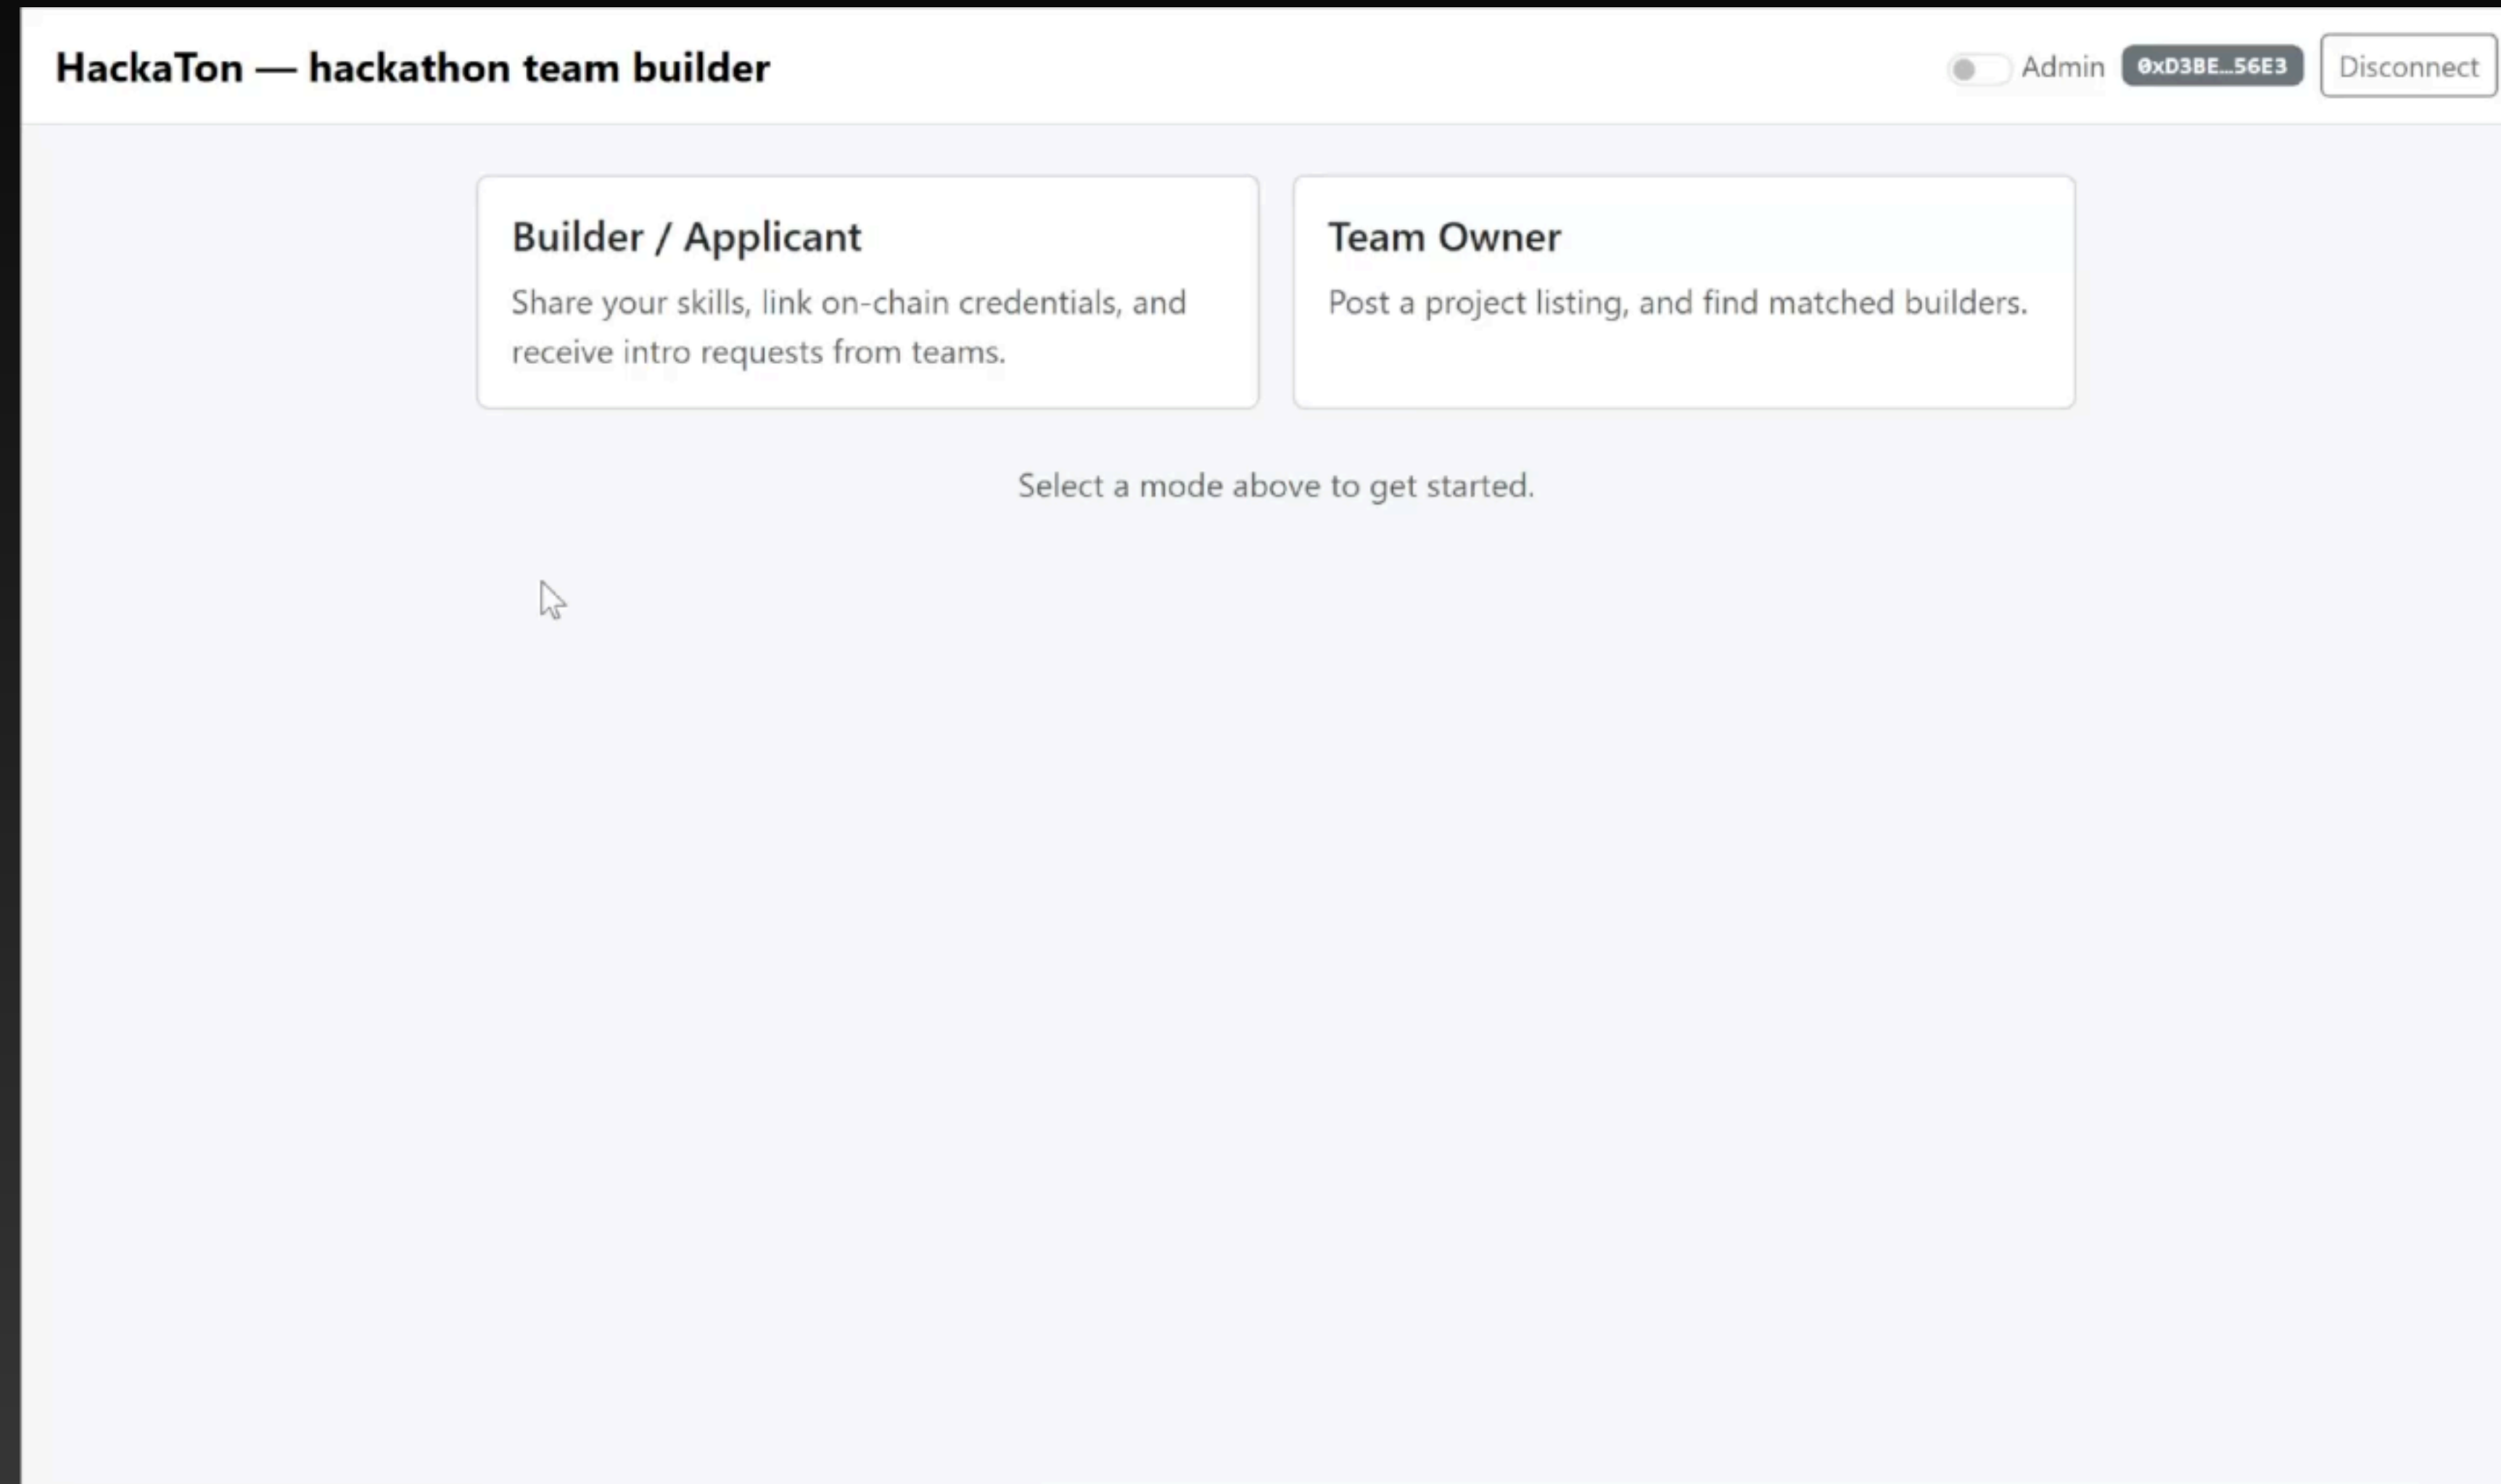 HackaTon — hackathon team builder
Admin
0xD3BE…56E3
Disconnect
Builder / Applicant
Share your skills, link on-chain credentials, and
receive intro requests from teams.
Team Owner
Post a project listing, and find matched builders.
Select a mode above to get started.